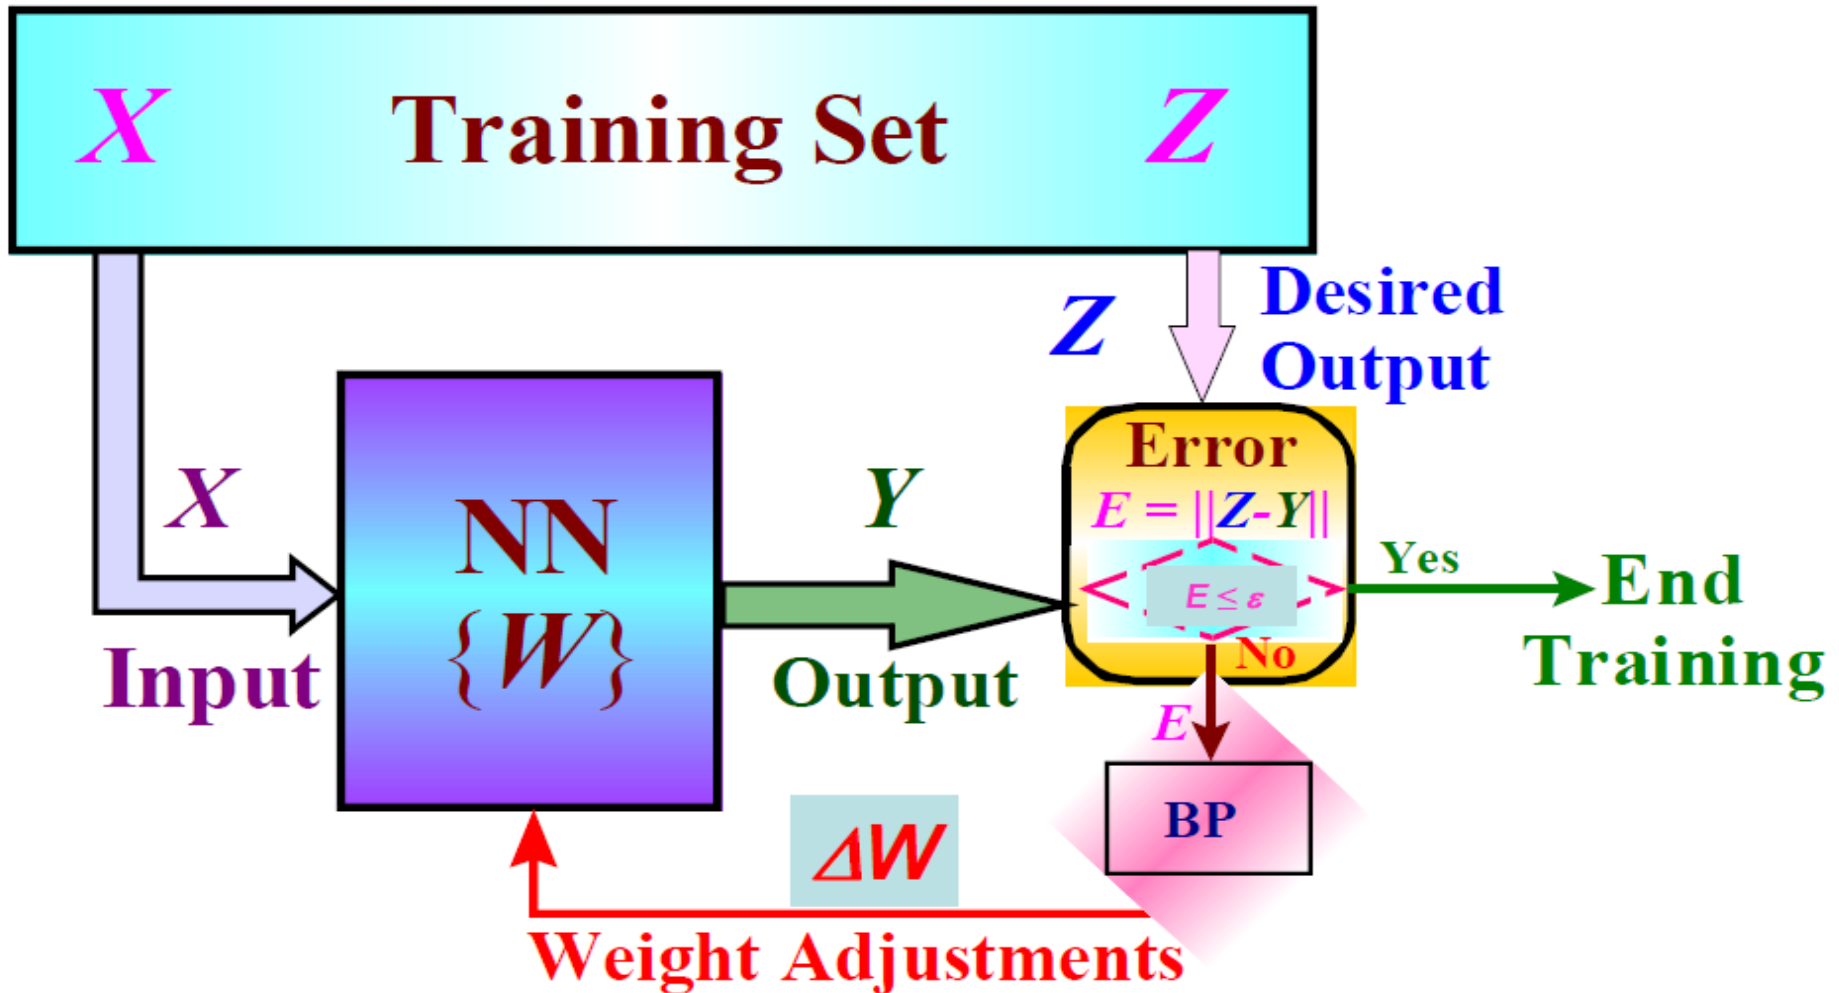 X Training Set Z
Z
Desired
Output
Error
E = ||Z-Y||
E ≤ ε
Yes
No
End
Training
X
Input
NN
{W}
Y
Output
E
BP
ΔW
Weight Adjustments